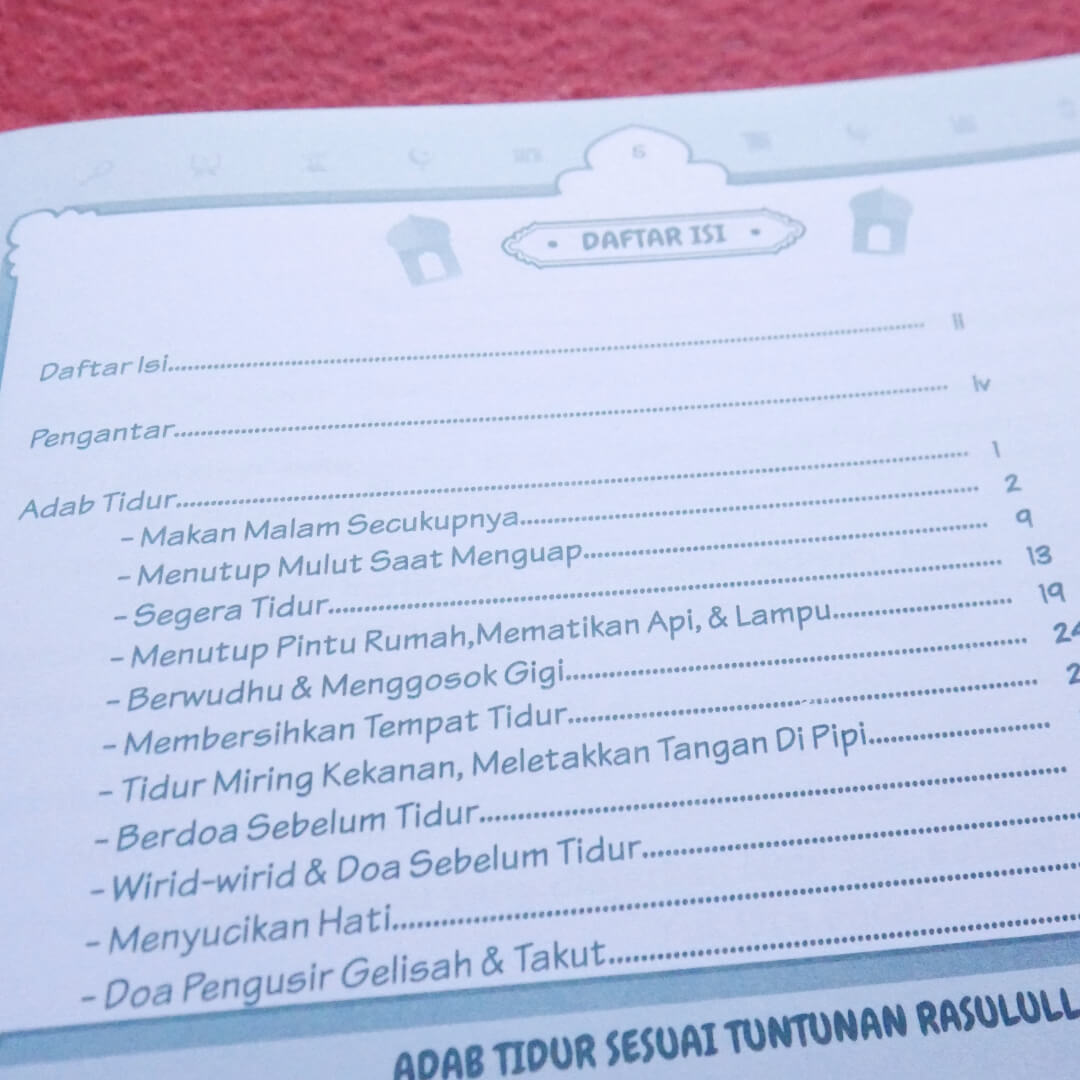 • DAFTAR ISI •
Daftar Isi............ ii
Pengantar............ iv
Adab Tidur............ 1
- Makan Malam Secukupnya............ 2
- Menutup Mulut Saat Menguap............ 9
- Segera Tidur............ 13
- Menutup Pintu Rumah,Mematikan Api, & Lampu............ 19
- Berwudhu & Menggosok Gigi............ 24
- Membersihkan Tempat Tidur............
- Tidur Miring Kekanan, Meletakkan Tangan Di Pipi............
- Berdoa Sebelum Tidur............
- Wirid-wirid & Doa Sebelum Tidur............
- Menyucikan Hati............
- Doa Pengusir Gelisah & Takut............
ADAB TIDUR SESUAI TUNTUNAN RASULULL